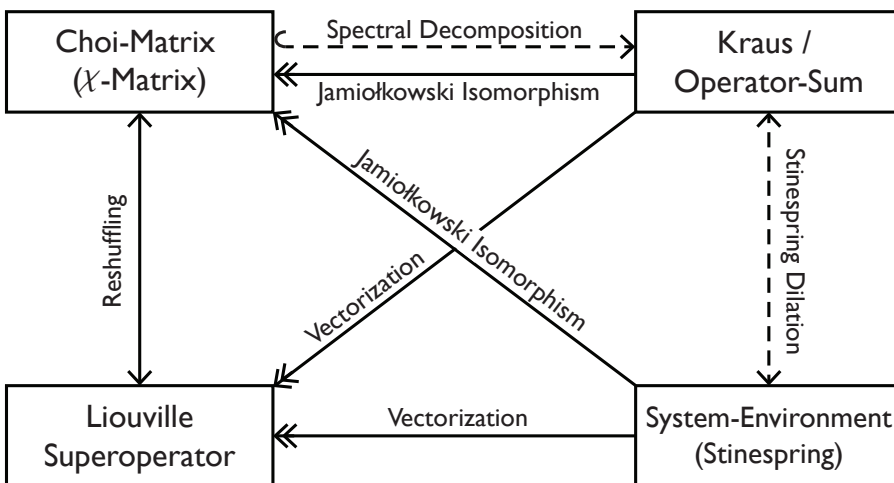 Choi-Matrix
(χ-Matrix)
Spectral Decomposition
Kraus /
Operator-Sum
Jamiołkowski Isomorphism
Reshuffling
Jamiołkowski Isomorphism
Vectorization
Stinespring Dilation
Liouville
Superoperator
Vectorization
System-Environment
(Stinespring)